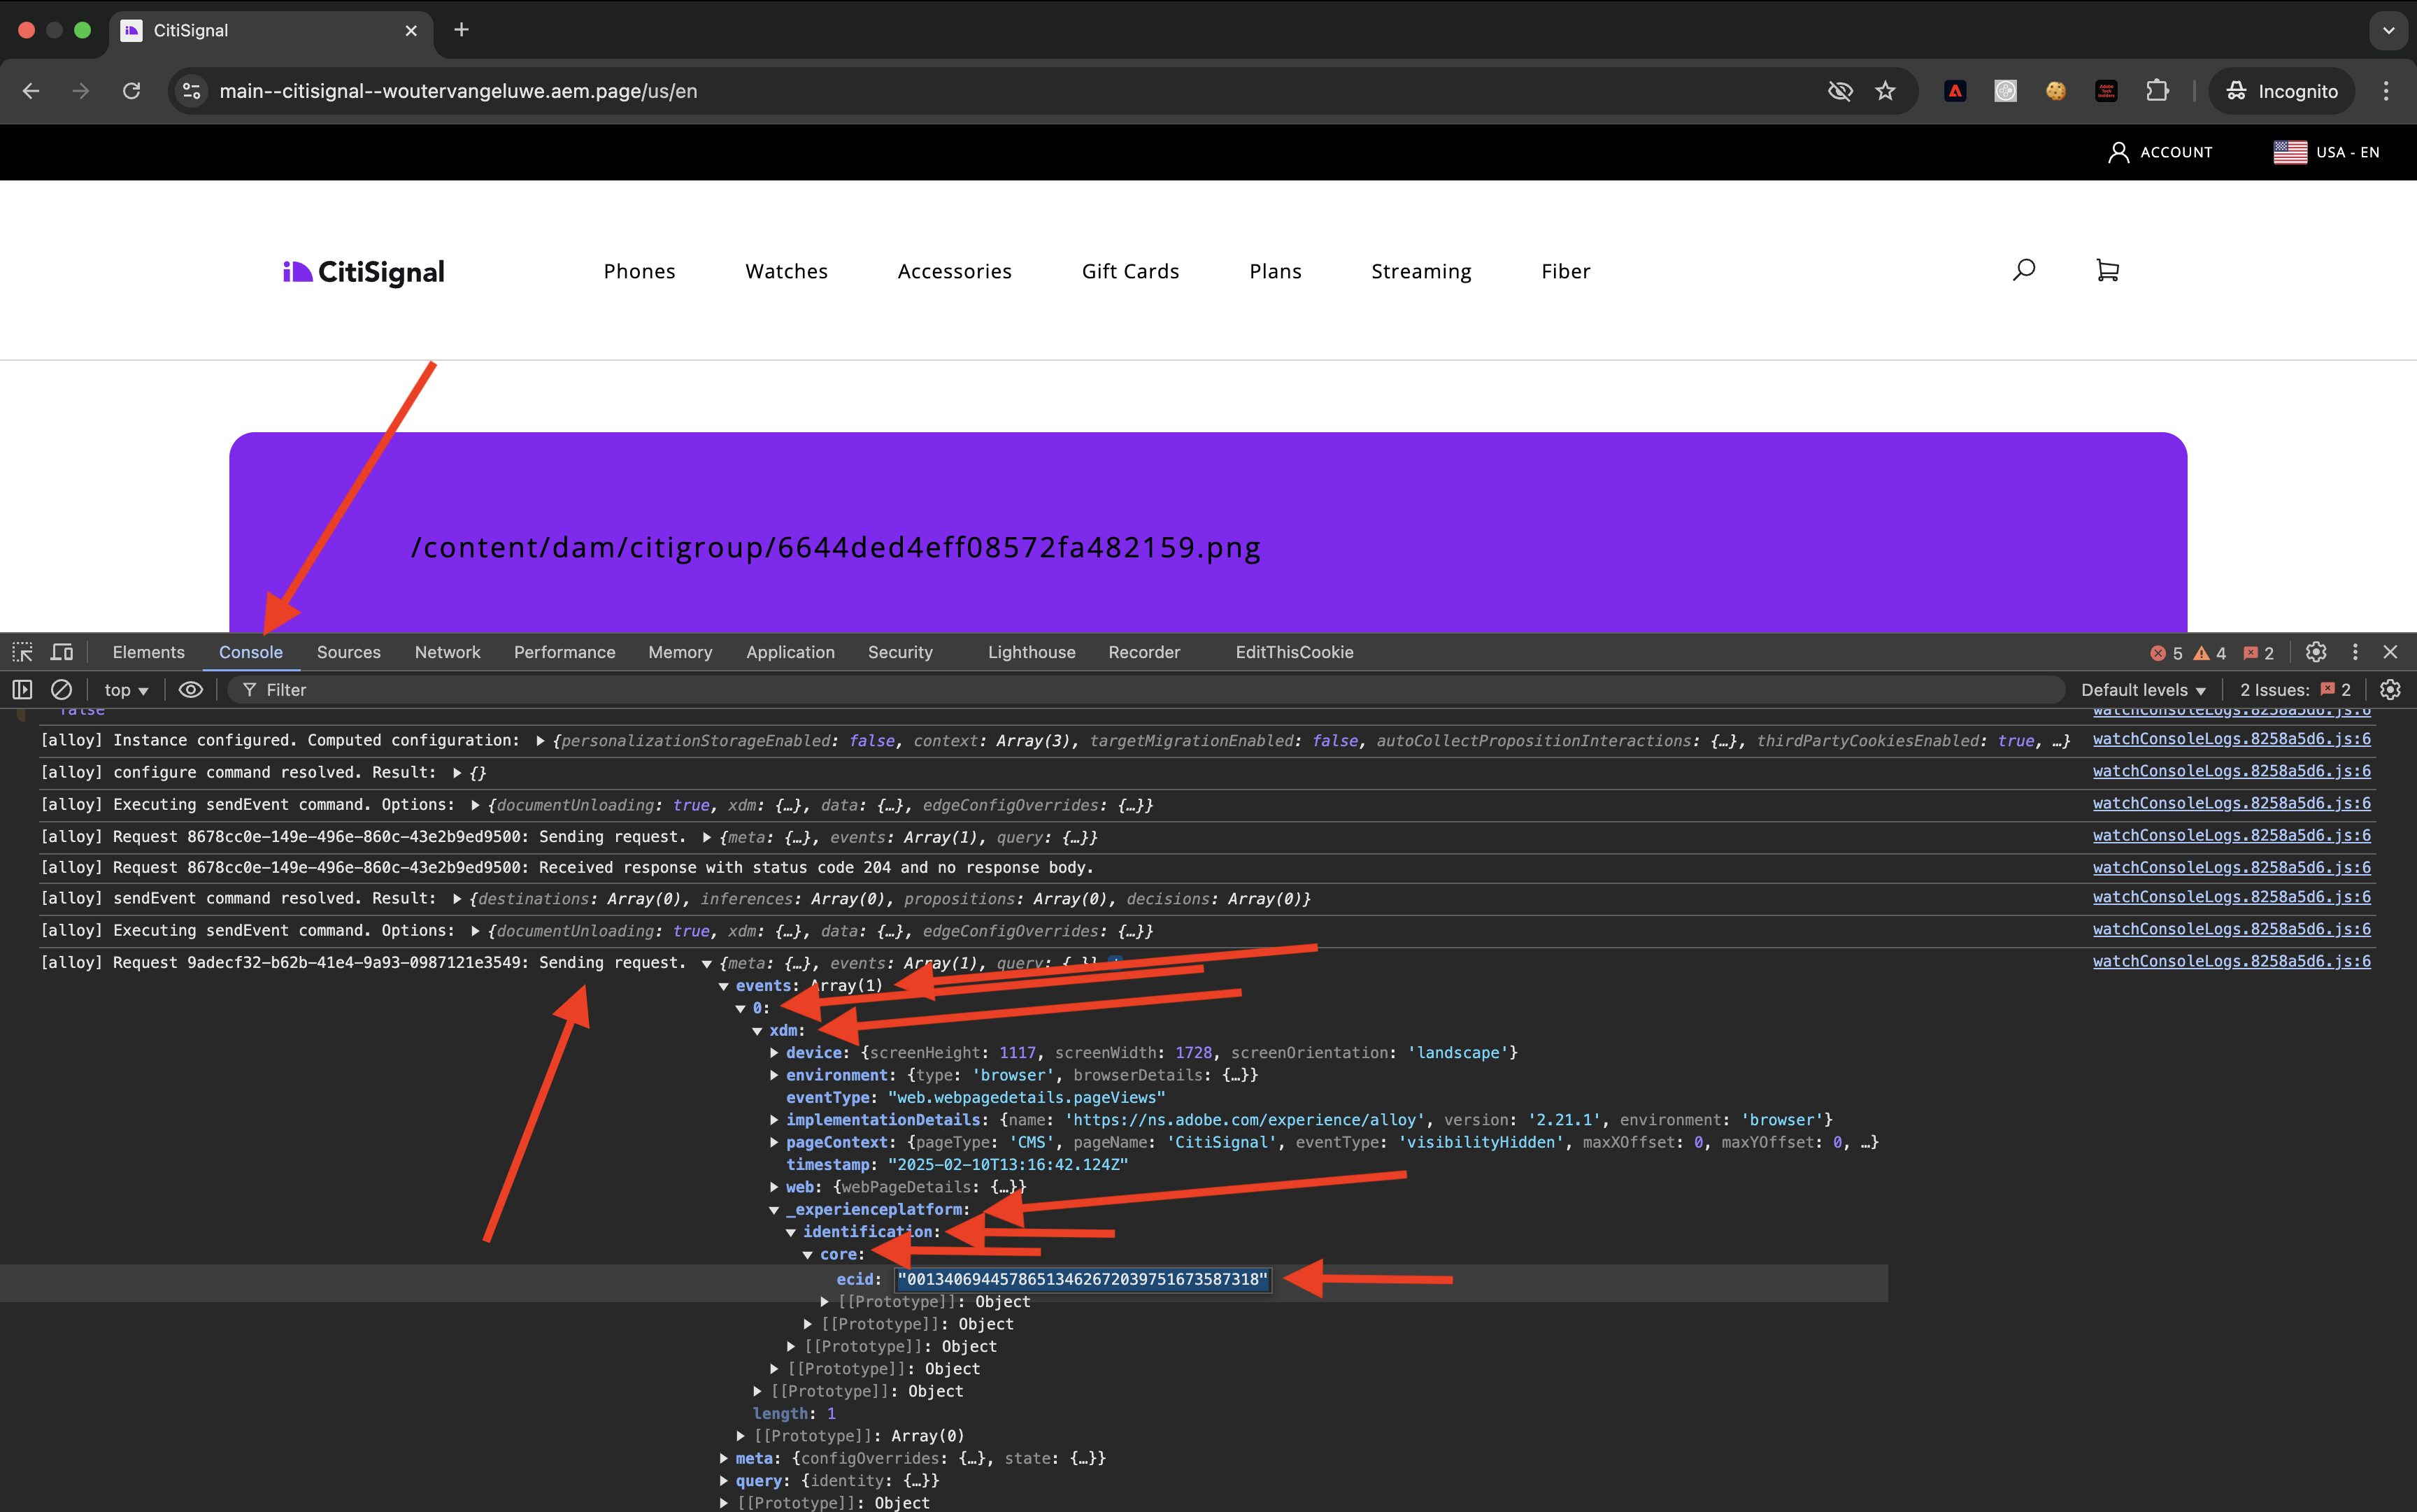 CitiSignal
main--citisignal--woutervangeluwe.aem.page/us/en
Incognito
ACCOUNT
USA - EN
CitiSignal
Phones
Watches
Accessories
Gift Cards
Plans
Streaming
Fiber
/content/dam/citigroup/6644ded4eff08572fa482159.png
Elements Console Sources Network Performance Memory Application Security Lighthouse Recorder EditThisCookie 5 4 2
top Filter Default levels 2 Issues: 2
false watchConsoleLogs.8258a5d6.js:6
[alloy] Instance configured. Computed configuration: {personalizationStorageEnabled: false, context: Array(3), targetMigrationEnabled: false, autoCollectPropositionInteractions: {…}, thirdPartyCookiesEnabled: true, …} watchConsoleLogs.8258a5d6.js:6
[alloy] configure command resolved. Result: {} watchConsoleLogs.8258a5d6.js:6
[alloy] Executing sendEvent command. Options: {documentUnloading: true, xdm: {…}, data: {…}, edgeConfigOverrides: {…}} watchConsoleLogs.8258a5d6.js:6
[alloy] Request 8678cc0e-149e-496e-860c-43e2b9ed9500: Sending request. {meta: {…}, events: Array(1), query: {…}} watchConsoleLogs.8258a5d6.js:6
[alloy] Request 8678cc0e-149e-496e-860c-43e2b9ed9500: Received response with status code 204 and no response body. watchConsoleLogs.8258a5d6.js:6
[alloy] sendEvent command resolved. Result: {destinations: Array(0), inferences: Array(0), propositions: Array(0), decisions: Array(0)} watchConsoleLogs.8258a5d6.js:6
[alloy] Executing sendEvent command. Options: {documentUnloading: true, xdm: {…}, data: {…}, edgeConfigOverrides: {…}} watchConsoleLogs.8258a5d6.js:6
[alloy] Request 9adecf32-b62b-41e4-9a93-0987121e3549: Sending request. {meta: {…}, events: Array(1), query: {…}} watchConsoleLogs.8258a5d6.js:6
events: Array(1)
0:
xdm:
device: {screenHeight: 1117, screenWidth: 1728, screenOrientation: 'landscape'}
environment: {type: 'browser', browserDetails: {…}}
eventType: "web.webpagedetails.pageViews"
implementationDetails: {name: 'https://ns.adobe.com/experience/alloy', version: '2.21.1', environment: 'browser'}
pageContext: {pageType: 'CMS', pageName: 'CitiSignal', eventType: 'visibilityHidden', maxXOffset: 0, maxYOffset: 0, …}
timestamp: "2025-02-10T13:16:42.124Z"
web: {webPageDetails: {…}}
_experienceplatform:
identification:
core:
ecid: "00134069445786513462672039751673587318"
[[Prototype]]: Object
[[Prototype]]: Object
[[Prototype]]: Object
[[Prototype]]: Object
[[Prototype]]: Object
length: 1
[[Prototype]]: Array(0)
meta: {configOverrides: {…}, state: {…}}
query: {identity: {…}}
[[Prototype]]: Object